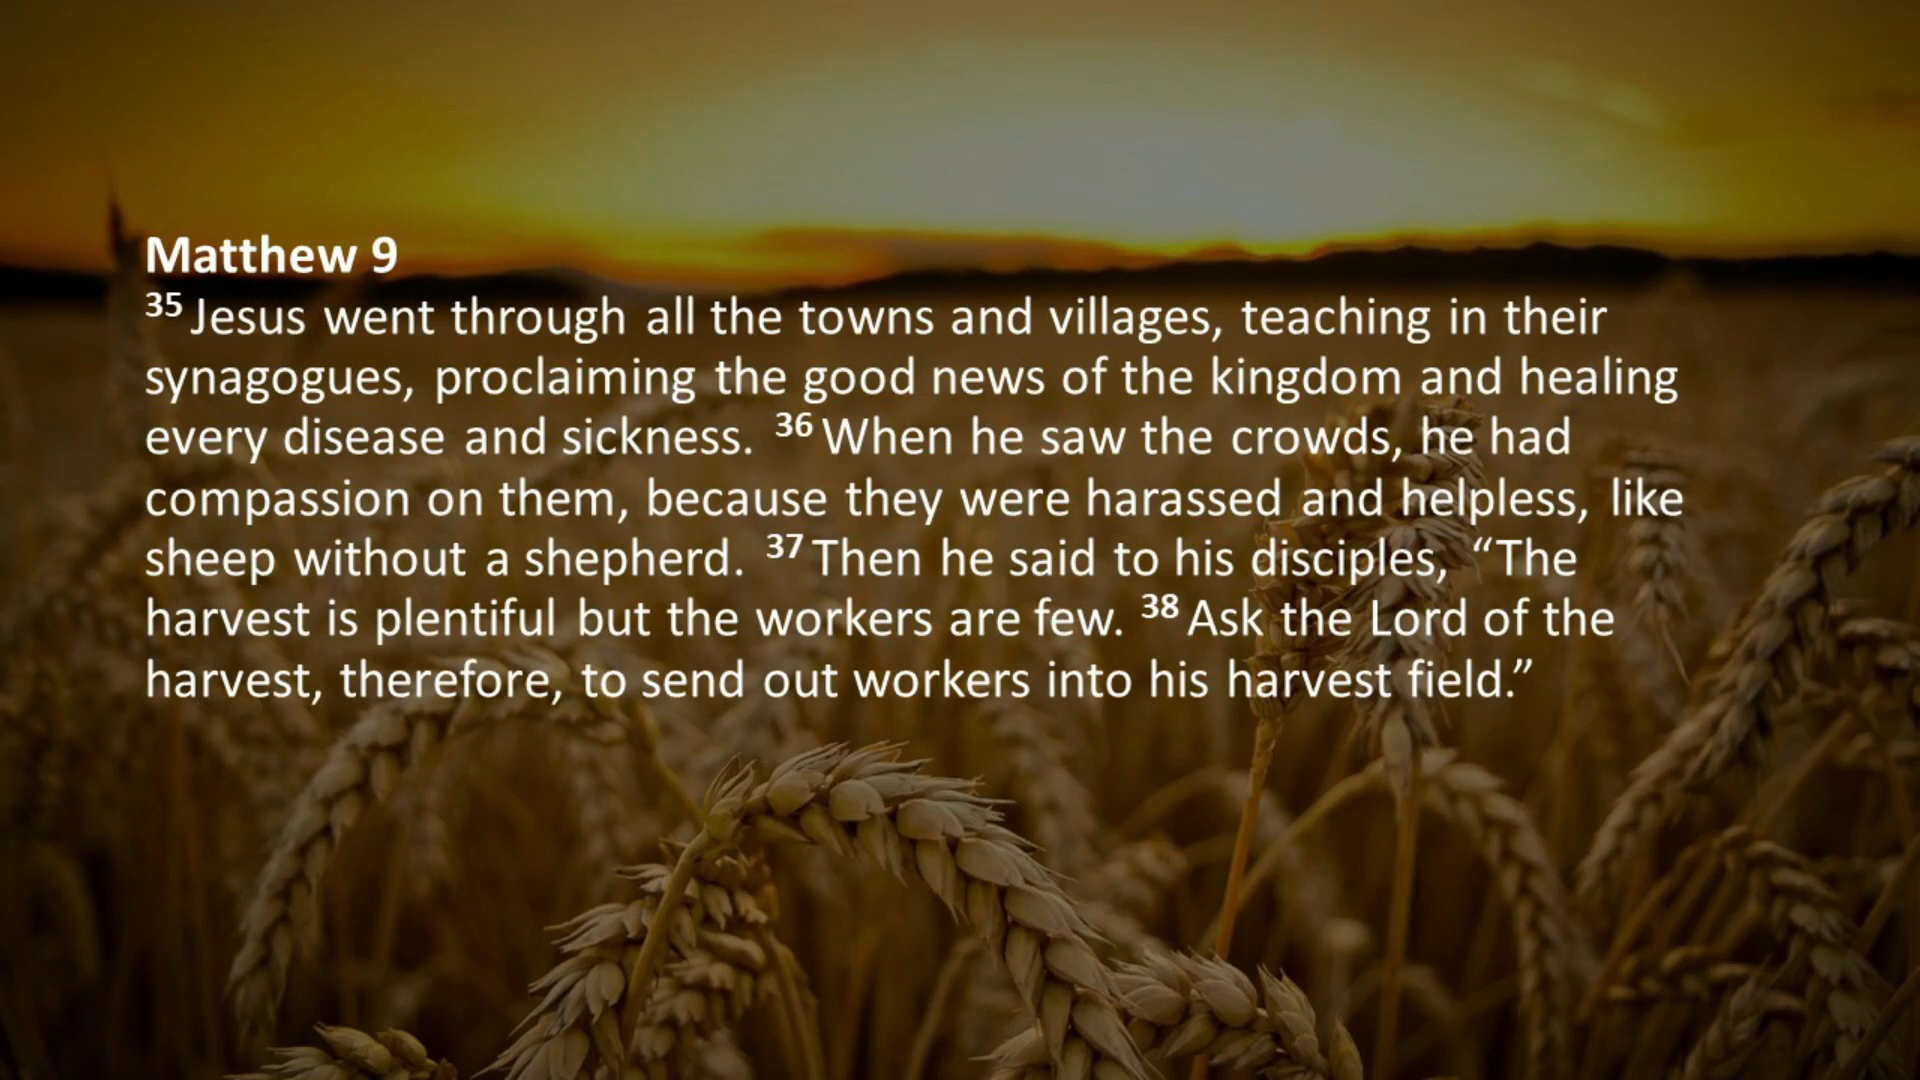 Matthew 9
35 Jesus went through all the towns and villages, teaching in their
synagogues, proclaiming the good news of the kingdom and healing
every disease and sickness. 36 When he saw the crowds, he had
compassion on them, because they were harassed and helpless, like
sheep without a shepherd. 37 Then he said to his disciples, “The
harvest is plentiful but the workers are few. 38 Ask the Lord of the
harvest, therefore, to send out workers into his harvest field.”